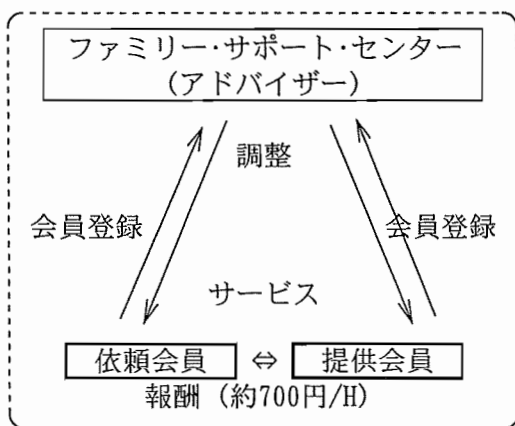 ファミリー・サポート・センター
(アドバイザー)
調整
会員登録
会員登録
サービス
依頼会員 ⇔ 提供会員
報酬 (約700円/H)